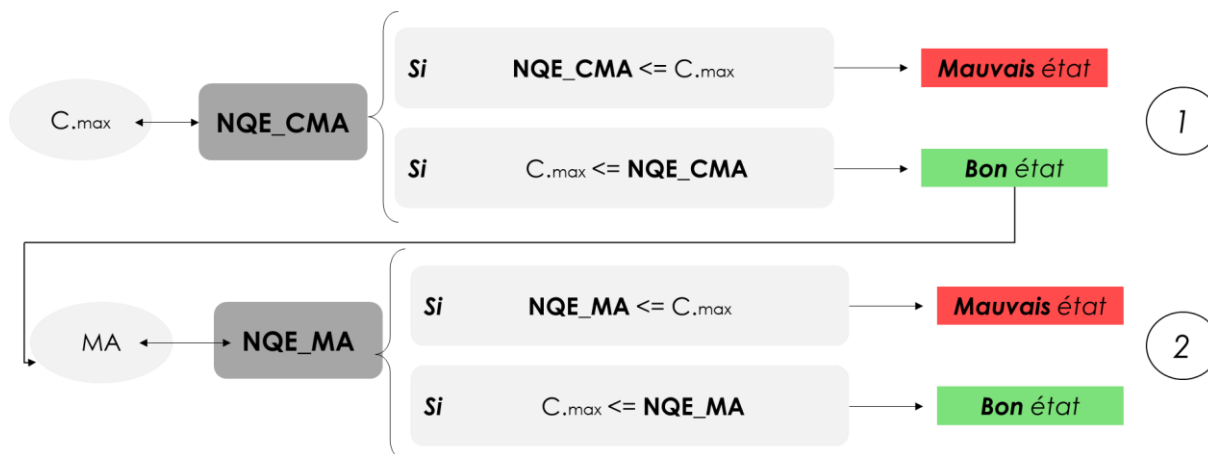 Si NQE_CMA <= C.max Mauvais état
C.max NQE_CMA 1
Si C.max <= NQE_CMA Bon état
Si NQE_MA <= C.max Mauvais état
MA NQE_MA 2
Si C.max <= NQE_MA Bon état